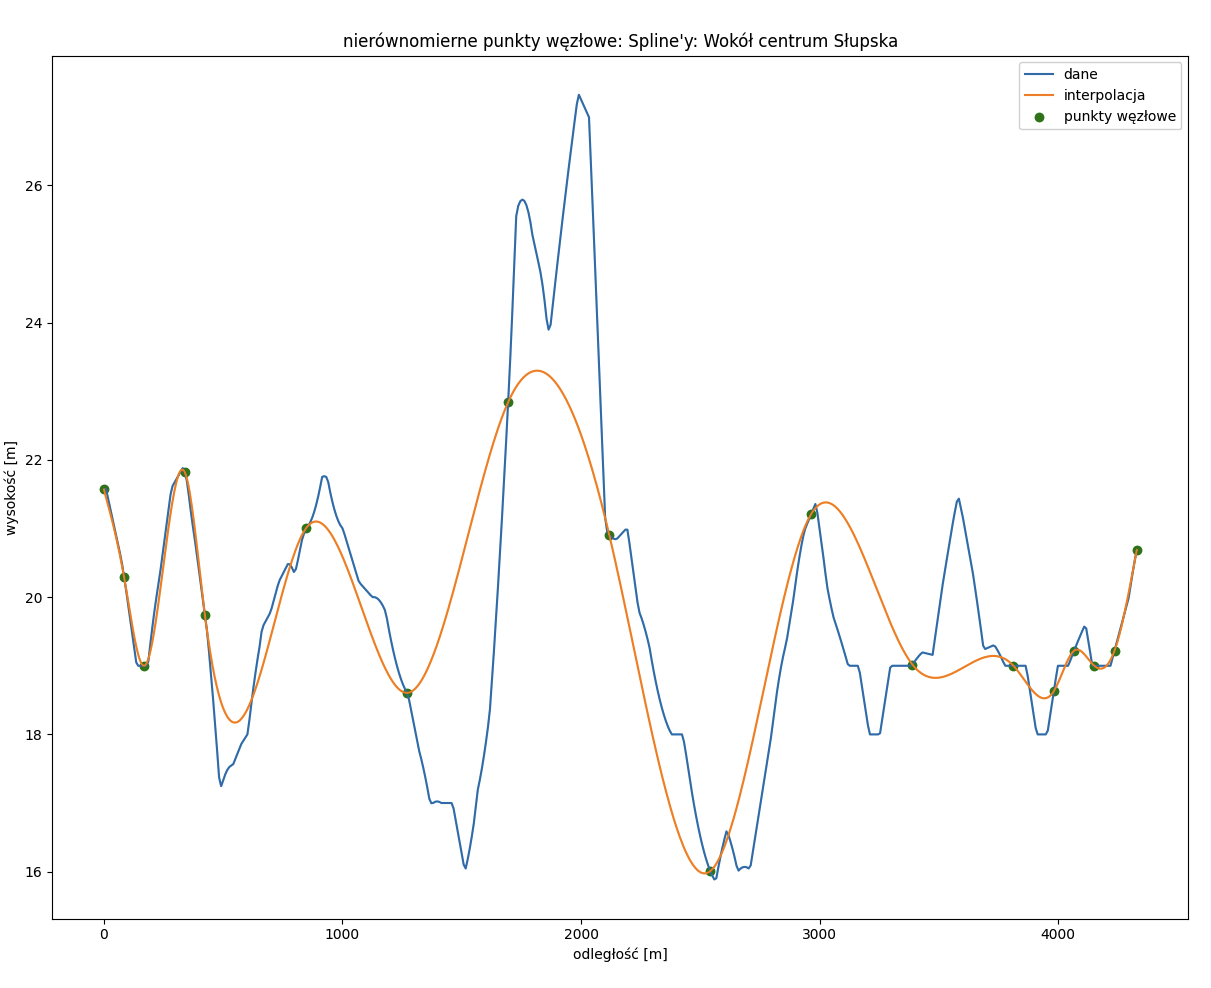 nierównomierne punkty węzłowe: Spline'y: Wokół centrum Słupska
dane
interpolacja
punkty węzłowe
wysokość [m]
26
24
22
20
18
16
0 1000 2000 3000 4000
odległość [m]